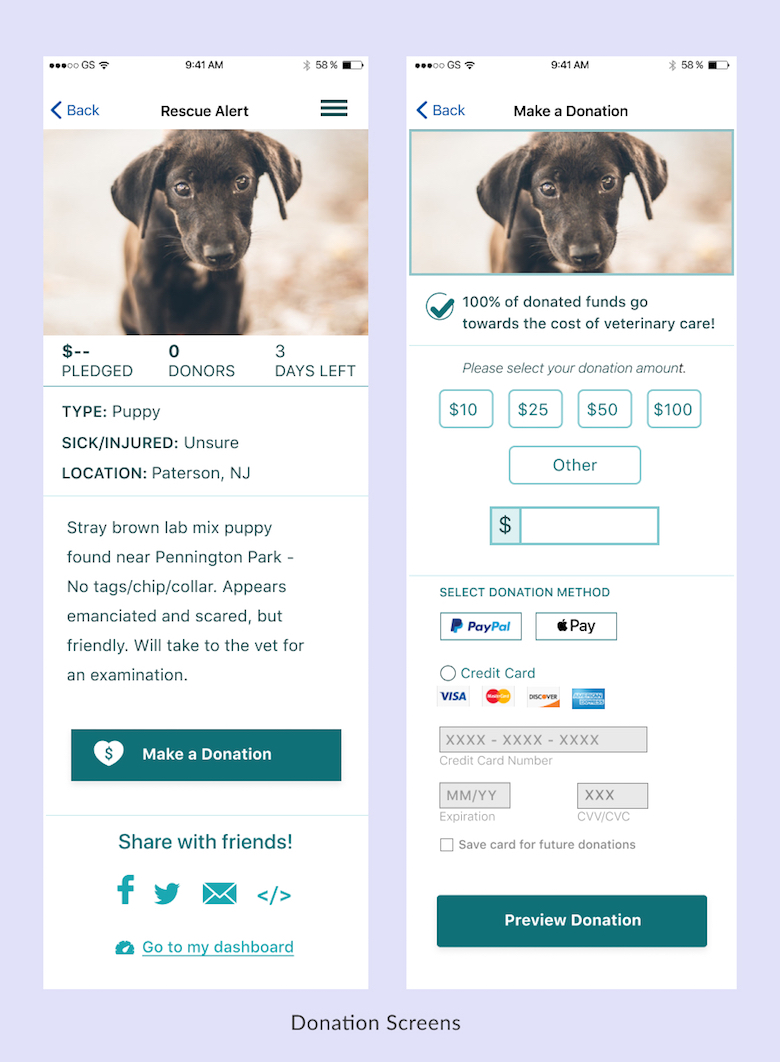 GS 9:41 AM 58%
Back Rescue Alert
$-- 0 3
PLEDGED DONORS DAYS LEFT
TYPE: Puppy
SICK/INJURED: Unsure
LOCATION: Paterson, NJ
Stray brown lab mix puppy
found near Pennington Park -
No tags/chip/collar. Appears
emanciated and scared, but
friendly. Will take to the vet for
an examination.
$ Make a Donation
Share with friends!
</>
Go to my dashboard
GS 9:41 AM 58%
Back Make a Donation
100% of donated funds go
towards the cost of veterinary care!
Please select your donation amount.
$10 $25 $50 $100
Other
$
SELECT DONATION METHOD
PayPal Pay
Credit Card
VISA MasterCard DISCOVER AMERICAN EXPRESS
XXXX - XXXX - XXXX
Credit Card Number
MM/YY XXX
Expiration CVV/CVC
Save card for future donations
Preview Donation
Donation Screens